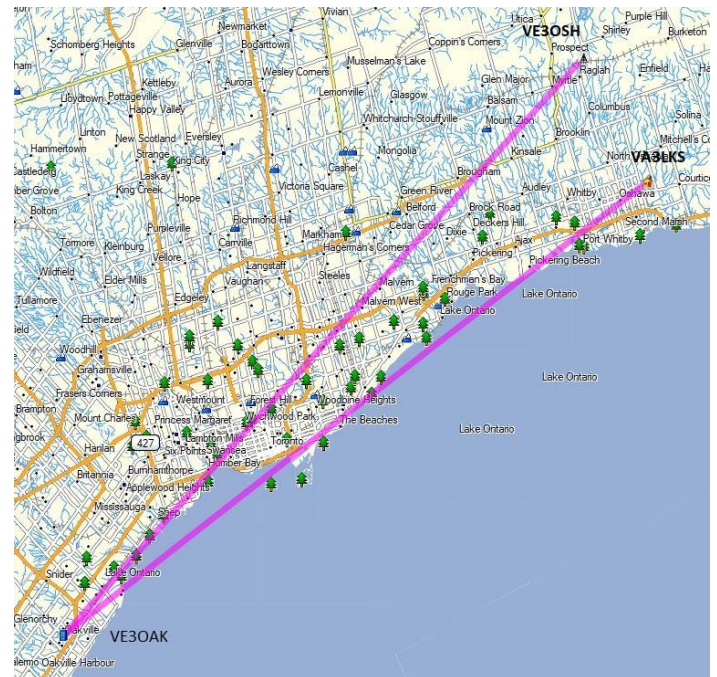 Vivian
Utica
Purple Hill
Newmarket
VE3OSH
Shirley
Burketon
Schomberg Heights
Glenville
Bogarttown
Coppin's Corners
Prospect
Musselman's Lake
Raglah
Enfield
Wesley Corners
Kettleby
Aurora
Glen Major
Myrtle
Lloydtown
Pottageville
Lemonville
Glasgow
Balsam
Columbus
Happy Valley
Whitchurch-Stouffville
Mount Zion
Solina
Linton
New Scotland
Eversley
Brooklin
Mitchell's Co
Hammertown
Strange
King City
Cashel
Mongolia
Kinsale
North
VA3LKS
Laskay
Victoria Square
Brougham
King Creek
Hope
Green River
Audley
Whitby
Oshawa
Courtice
Bolton
Belford
Brock Road
Purpleville
Richmond Hill
Markham
Cedar Grove
Dixie
Deckers Hill
Second Marsh
Tormore
Kleinburg
Carrville
Hagerman's Corners
Ajax
Port Whitby
Vellore
Langstaff
Pickering
Pickering Beach
Wildfield
Elder Mills
Vaughan
Steeles
Malvern
Frenchman's Bay
Tullamore
Edgeley
Malvern West
Rouge Park
Lake Ontario
Ebenezer
Lake Ontario
Woodhill
Grahamsville
Lake Ontario
Frasers Corners
Westmount
Forest Hill
Woodbine Heights
Brampton
Mount Charles
Princess Margaret
Wychwood Park
The Beaches
Lake Ontario
427
Lambton Mills
Toronto
Harilan
Six Points
Swansea
Britannia
Burnhamthorpe
Humber Bay
Applewood Heights
Mississauga
Shep
Snider
Lake Ontario
Glenorchy
Oakville
VE3OAK
Oakville Harbour